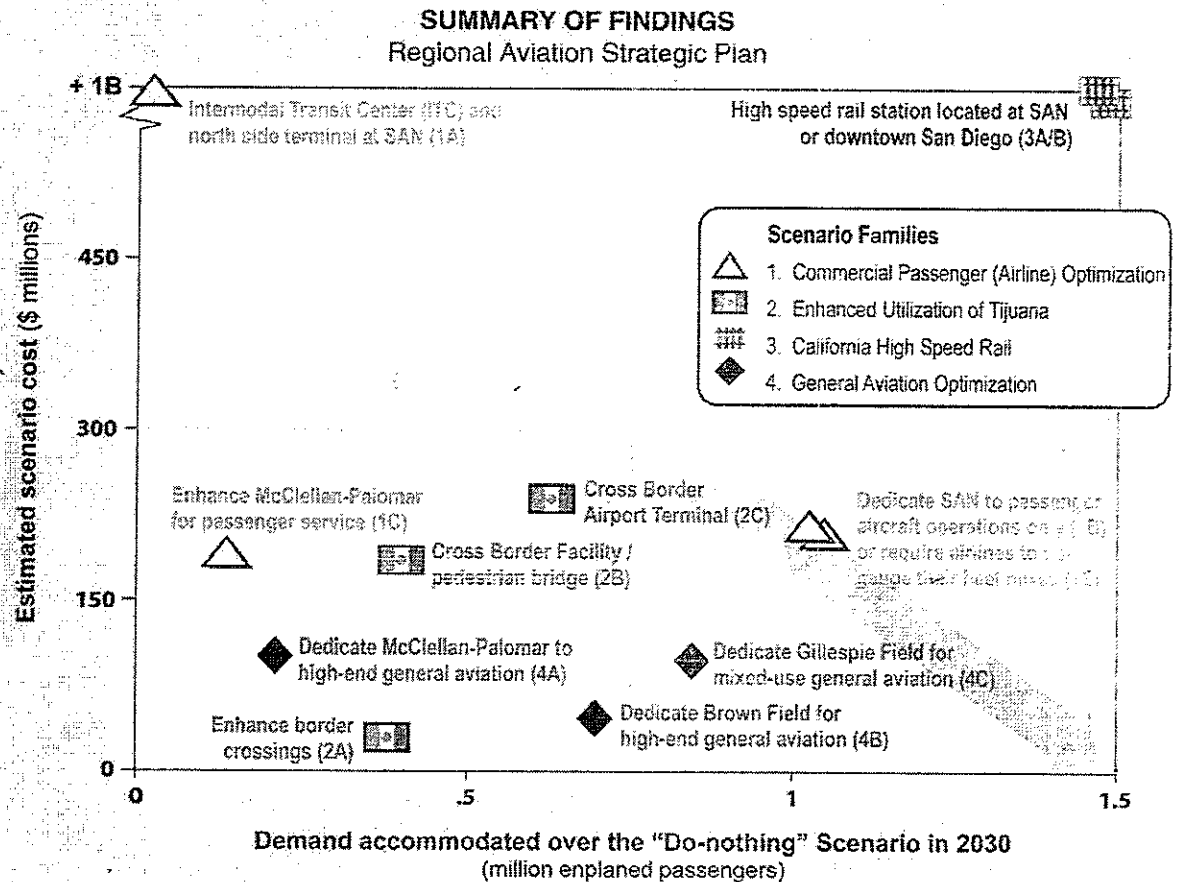 SUMMARY OF FINDINGS
Regional Aviation Strategic Plan
+ 1B
Intermodal Transit Center (ITC) and
north side terminal at SAN (1A)
High speed rail station located at SAN
or downtown San Diego (3A/B)
Scenario Families
1. Commercial Passenger (Airline) Optimization
2. Enhanced Utilization of Tijuana
3. California High Speed Rail
4. General Aviation Optimization
Estimated scenario cost ($ millions)
450
300
Enhance McClellan-Palomar
for passenger service (1C)
Cross Border
Airport Terminal (2C)
Dedicate SAN to passenger
aircraft operations
or require airlines to
gauge their fleet
Cross Border Facility /
pedestrian bridge (2B)
150
Dedicate McClellan-Palomar to
high-end general aviation (4A)
Dedicate Gillespie Field for
mixed-use general aviation (4C)
Dedicate Brown Field for
high-end general aviation (4B)
Enhance border
crossings (2A)
0
0
.5
1
1.5
Demand accommodated over the "Do-nothing" Scenario in 2030
(million enplaned passengers)